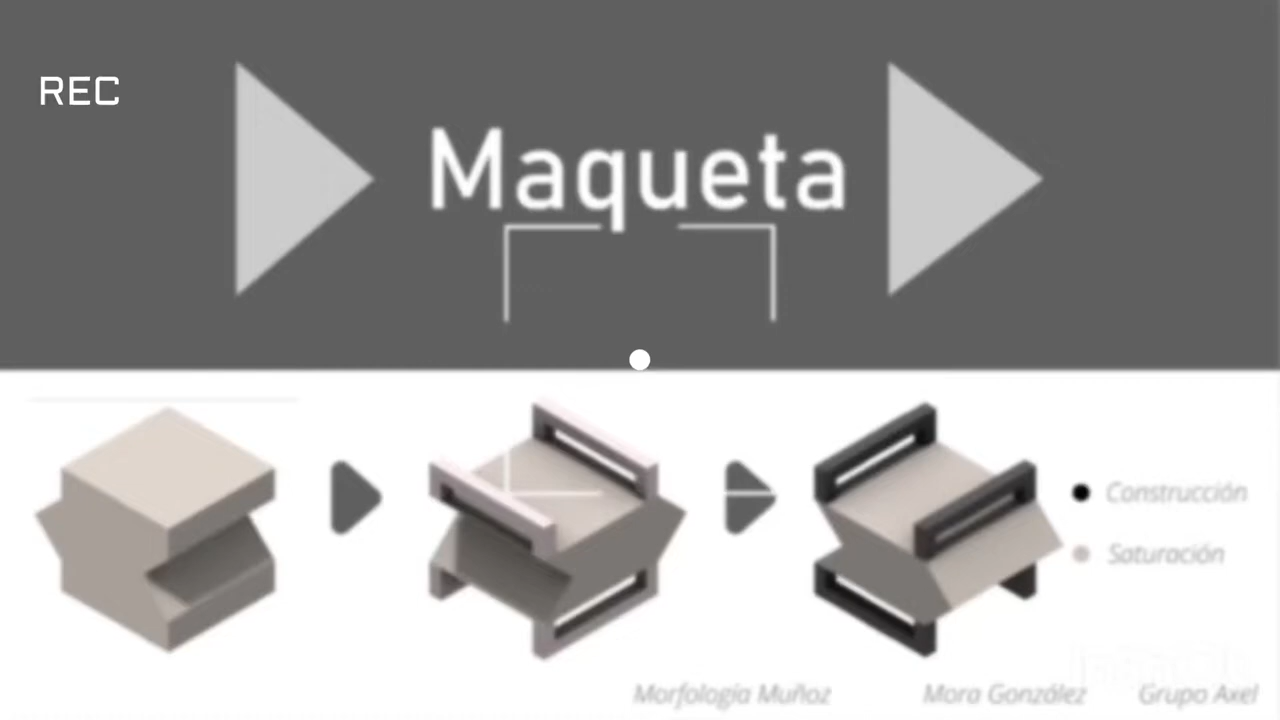 REC
Maqueta
Construcción
Saturación
Morfología Muñoz Mora González Grupo Axel